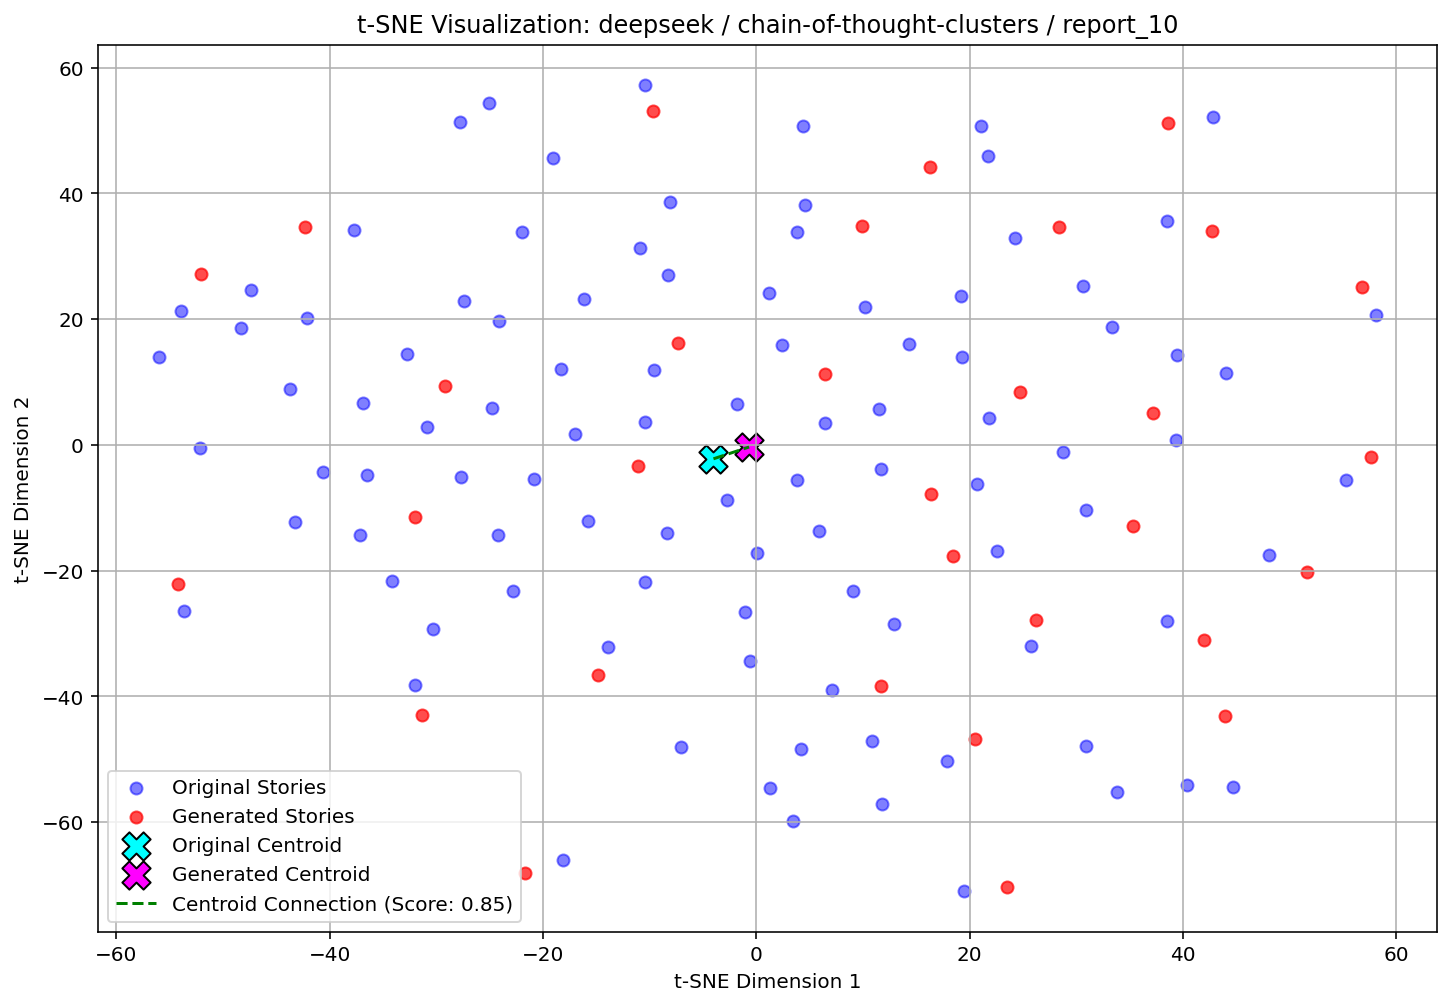 t-SNE Visualization: deepseek / chain-of-thought-clusters / report_10
60
40
20
0
−20
−40
−60
t-SNE Dimension 2
Original Stories
Generated Stories
Original Centroid
Generated Centroid
Centroid Connection (Score: 0.85)
−60
−40
−20
0
20
40
60
t-SNE Dimension 1